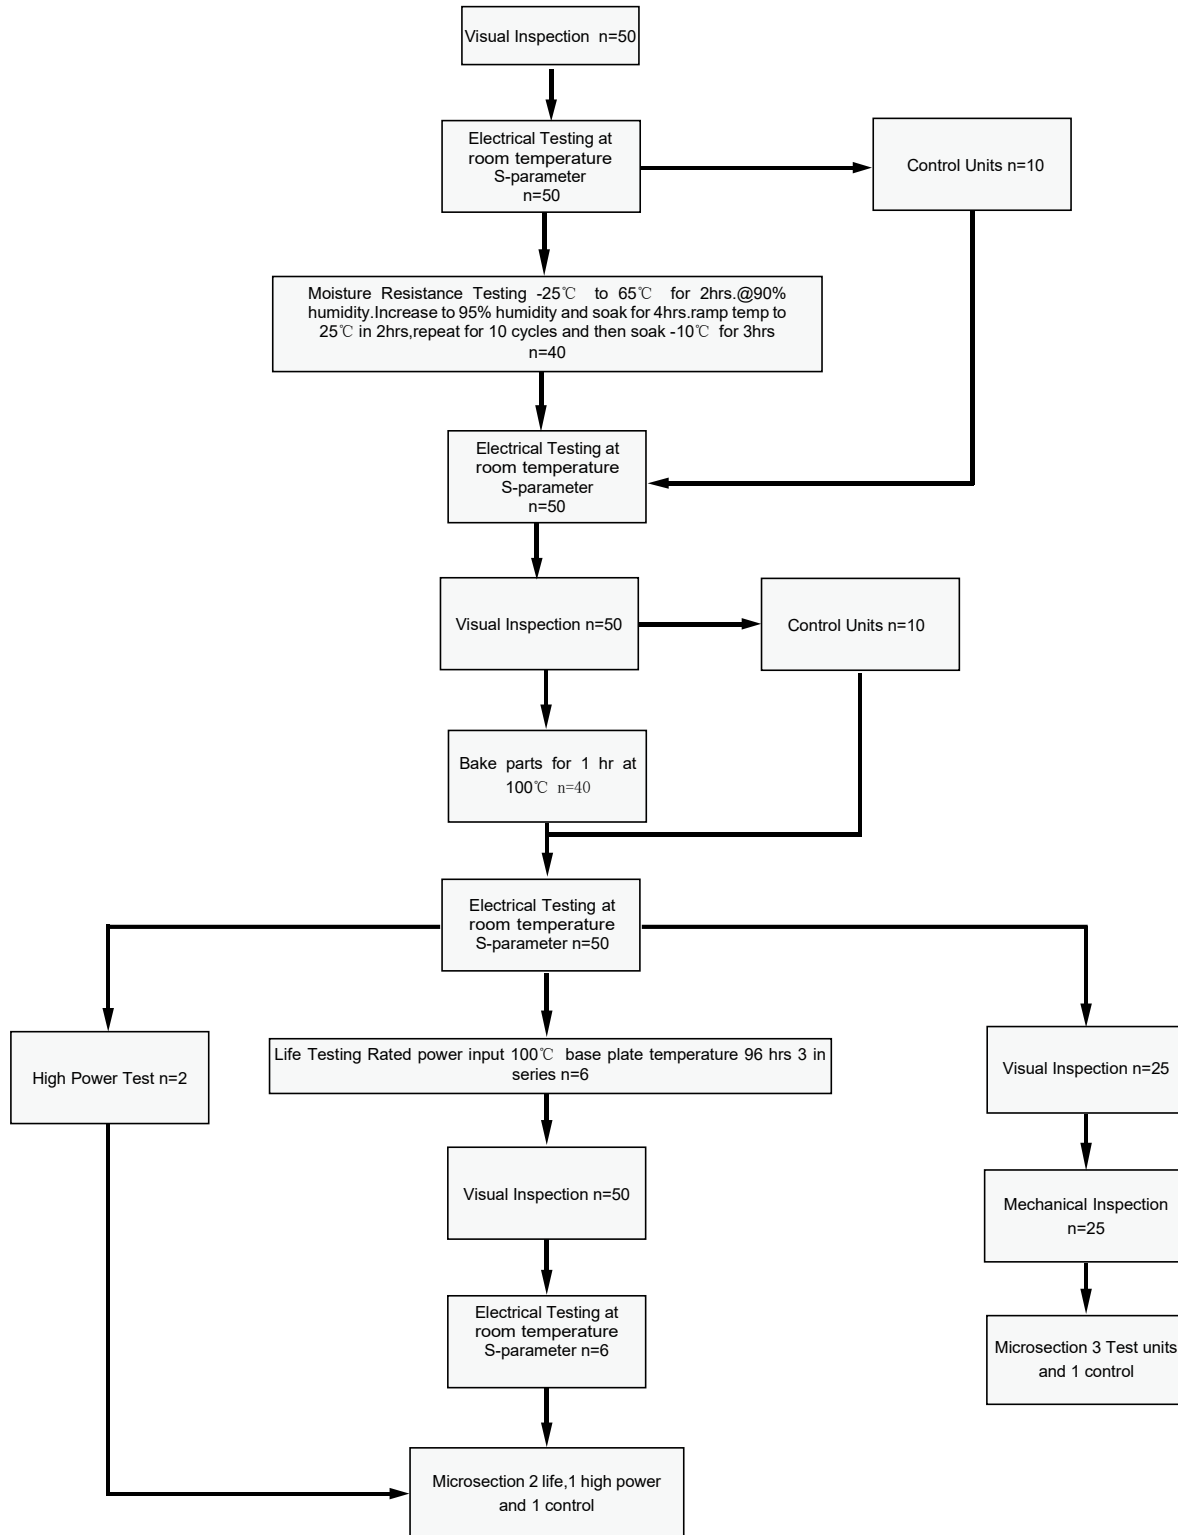 Visual Inspection n=50
Electrical Testing at
room temperature
S-parameter
n=50
Control Units n=10
Moisture Resistance Testing -25℃ to 65℃ for 2hrs.@90%
humidity.Increase to 95% humidity and soak for 4hrs.ramp temp to
25℃ in 2hrs,repeat for 10 cycles and then soak -10℃ for 3hrs
n=40
Electrical Testing at
room temperature
S-parameter
n=50
Visual Inspection n=50
Control Units n=10
Bake parts for 1 hr at
100℃ n=40
Electrical Testing at
room temperature
S-parameter n=50
High Power Test n=2
Life Testing Rated power input 100℃ base plate temperature 96 hrs 3 in
series n=6
Visual Inspection n=25
Visual Inspection n=50
Mechanical Inspection
n=25
Electrical Testing at
room temperature
S-parameter n=6
Microsection 3 Test units
and 1 control
Microsection 2 life,1 high power
and 1 control